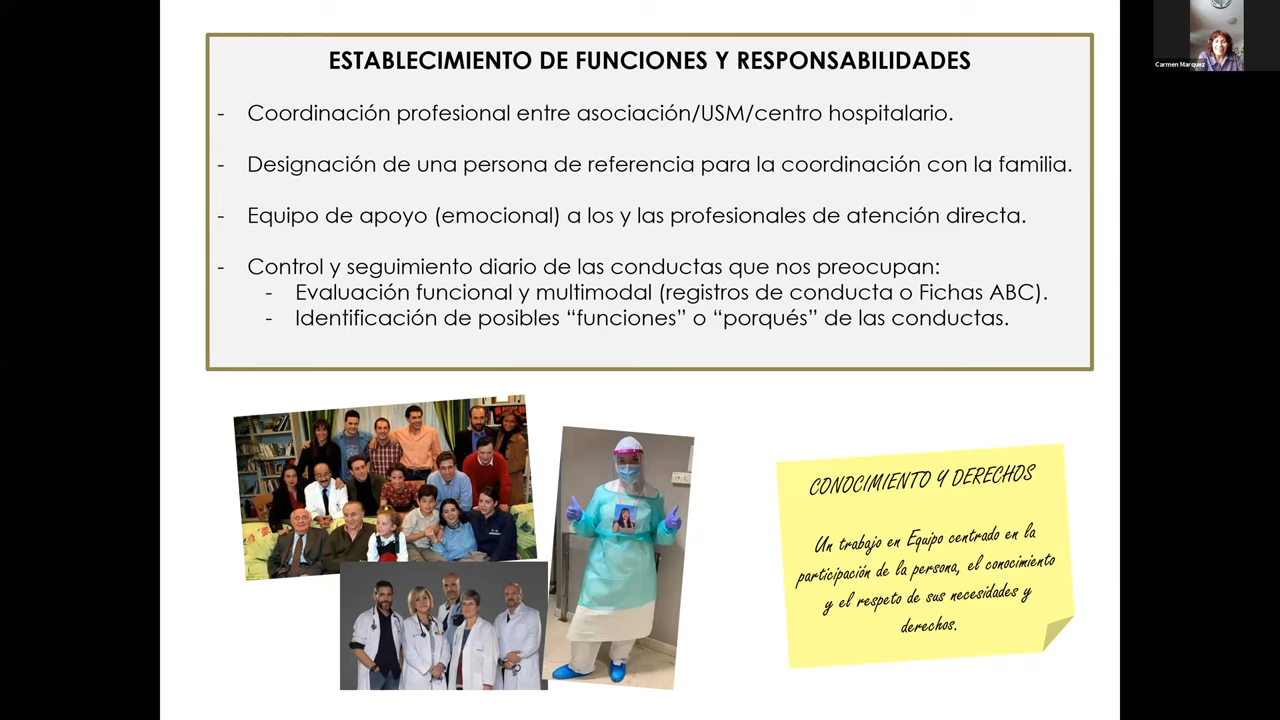 ESTABLECIMIENTO DE FUNCIONES Y RESPONSABILIDADES
- Coordinación profesional entre asociación/USM/centro hospitalario.
- Designación de una persona de referencia para la coordinación con la familia.
- Equipo de apoyo (emocional) a los y las profesionales de atención directa.
- Control y seguimiento diario de las conductas que nos preocupan:
- Evaluación funcional y multimodal (registros de conducta o Fichas ABC).
- Identificación de posibles “funciones” o “porqués” de las conductas.
CONOCIMIENTO Y DERECHOS
Un trabajo en Equipo centrado en la
participación de la persona, el conocimiento
y el respeto de sus necesidades y
derechos.
Carmen Marquez